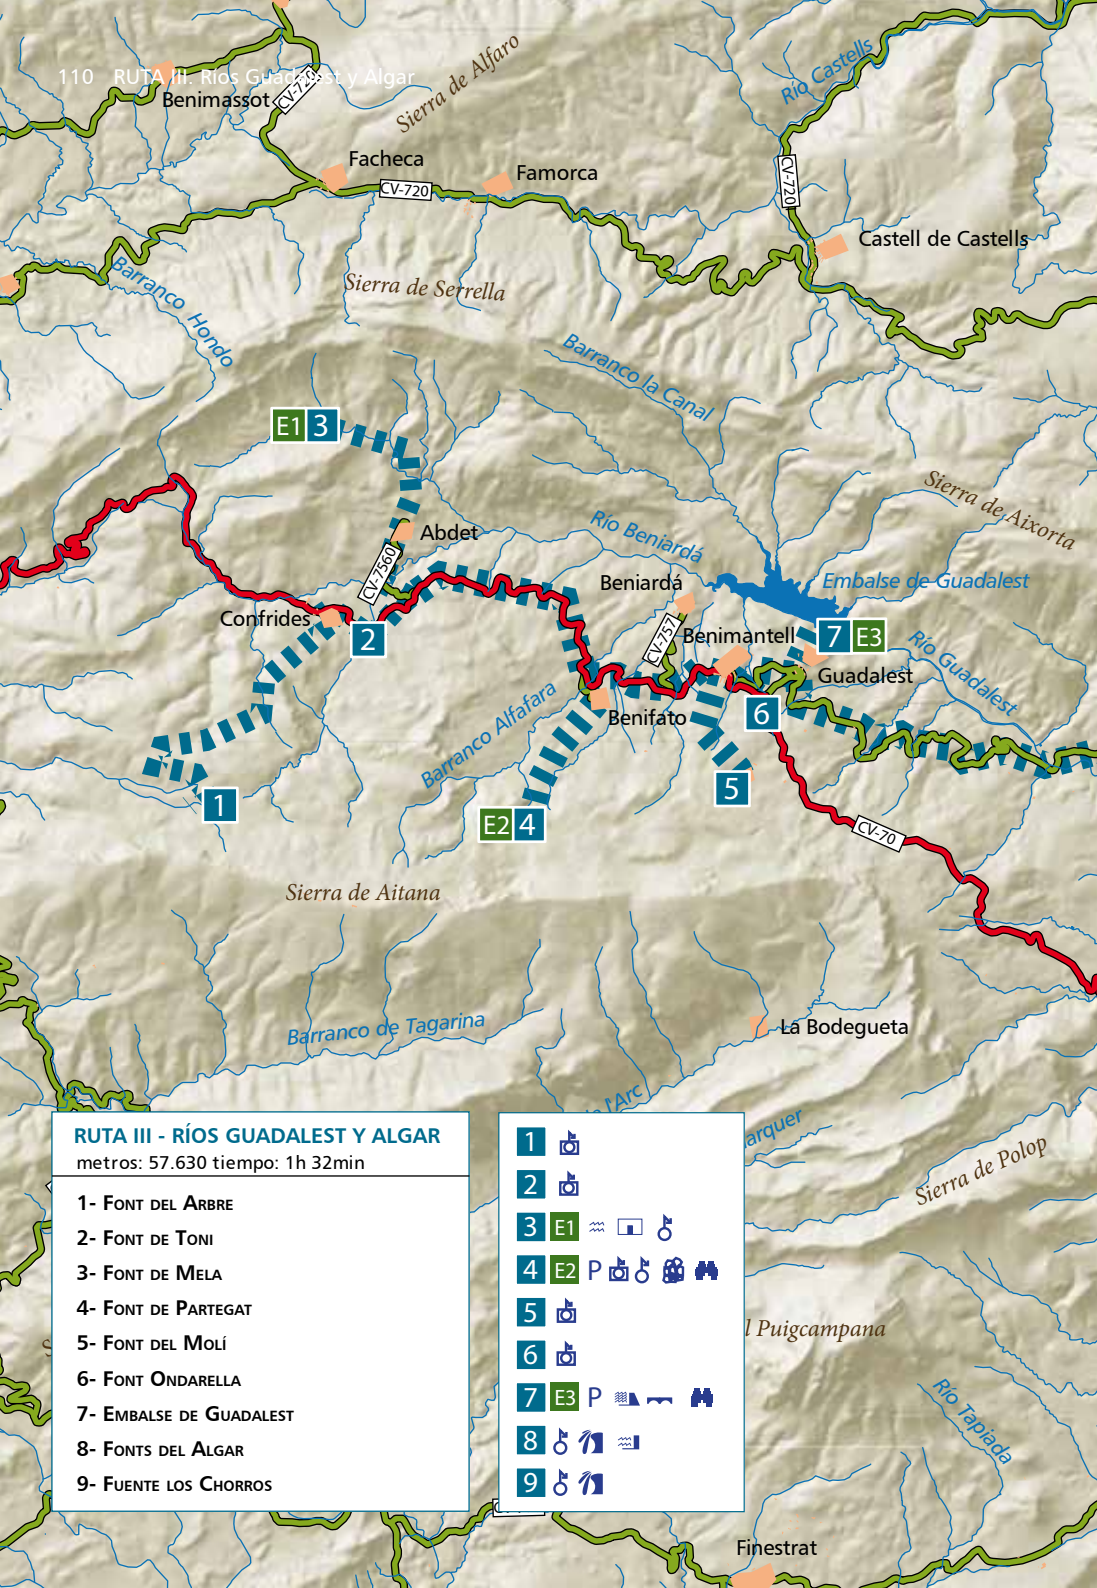 110 RUTA III. Ríos Guadalest y Algar
Benimassot
CV-720
Sierra de Alfaro
Río Castells
Facheca
CV-720
Famorca
CV-720
Castell de Castells
Barranco Hondo
Sierra de Serrella
Barranco la Canal
E1 3
Sierra de Aixorta
Abdet
Río Beniardá
CV-7560
Beniardá
Embalse de Guadalest
Confrides
2
CV-757
Benimantell
7 E3
Río Guadalest
Guadalest
Barranco Alfafara
Benifato
6
5
1
E2 4
CV-70
Sierra de Aitana
Barranco de Tagarina
La Bodegueta
l'Arc
arquer
Sierra de Polop
l Puigcampana
Río Tapiada
Finestrat
RUTA III - RÍOS GUADALEST Y ALGAR
metros: 57.630 tiempo: 1h 32min
1- Font del Arbre
2- Font de Toni
3- Font de Mela
4- Font de Partegat
5- Font del Molí
6- Font Ondarella
7- Embalse de Guadalest
8- Fonts del Algar
9- Fuente los Chorros
1
2
3 E1
4 E2 P
5
6
7 E3 P
8
9